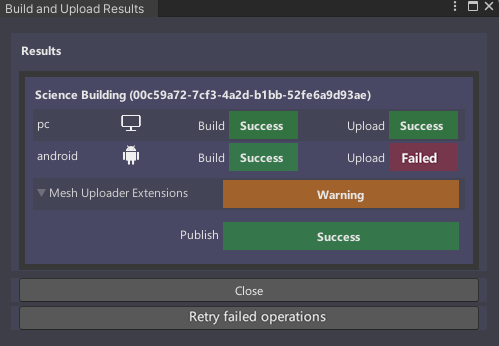 Build and Upload Results
Results
Science Building (00c59a72-7cf3-4a2d-b1bb-52fe6a9d93ae)
pc Build Success Upload Success
android Build Success Upload Failed
Mesh Uploader Extensions Warning
Publish Success
Close
Retry failed operations